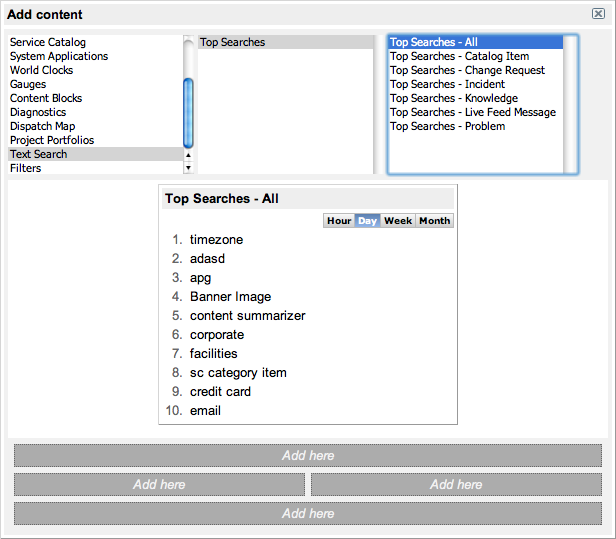 Add content
Service Catalog
System Applications
World Clocks
Gauges
Content Blocks
Diagnostics
Dispatch Map
Project Portfolios
Text Search
Filters
Top Searches
Top Searches - All
Top Searches - Catalog Item
Top Searches - Change Request
Top Searches - Incident
Top Searches - Knowledge
Top Searches - Live Feed Message
Top Searches - Problem
Top Searches - All
Hour Day Week Month
1. timezone
2. adasd
3. apg
4. Banner Image
5. content summarizer
6. corporate
7. facilities
8. sc category item
9. credit card
10. email
Add here
Add here Add here
Add here